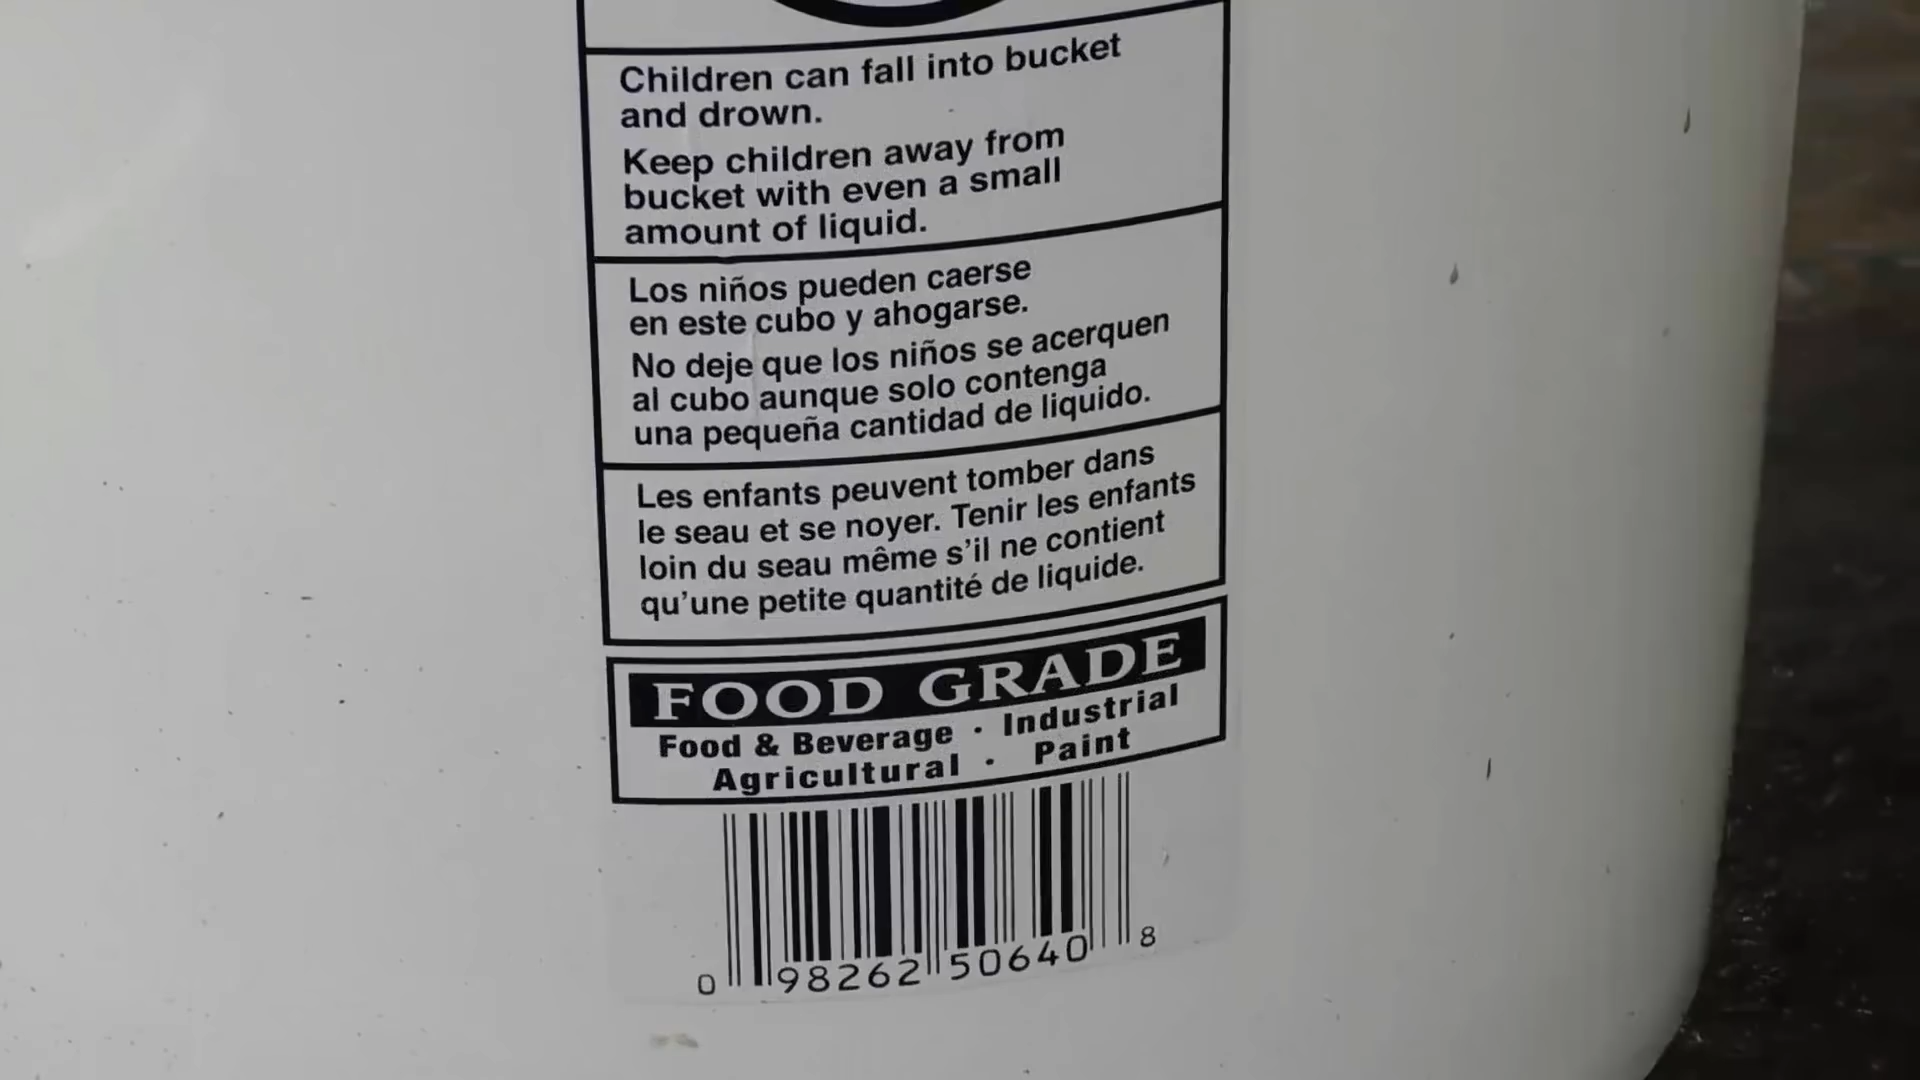 Children can fall into bucket
and drown.
Keep children away from
bucket with even a small
amount of liquid.
Los niños pueden caerse
en este cubo y ahogarse.
No deje que los niños se acerquen
al cubo aunque solo contenga
una pequeña cantidad de liquido.
Les enfants peuvent tomber dans
le seau et se noyer. Tenir les enfants
loin du seau même s'il ne contient
qu'une petite quantité de liquide.
FOOD GRADE
Food & Beverage · Industrial
Agricultural · Paint
0 98262 50640 8